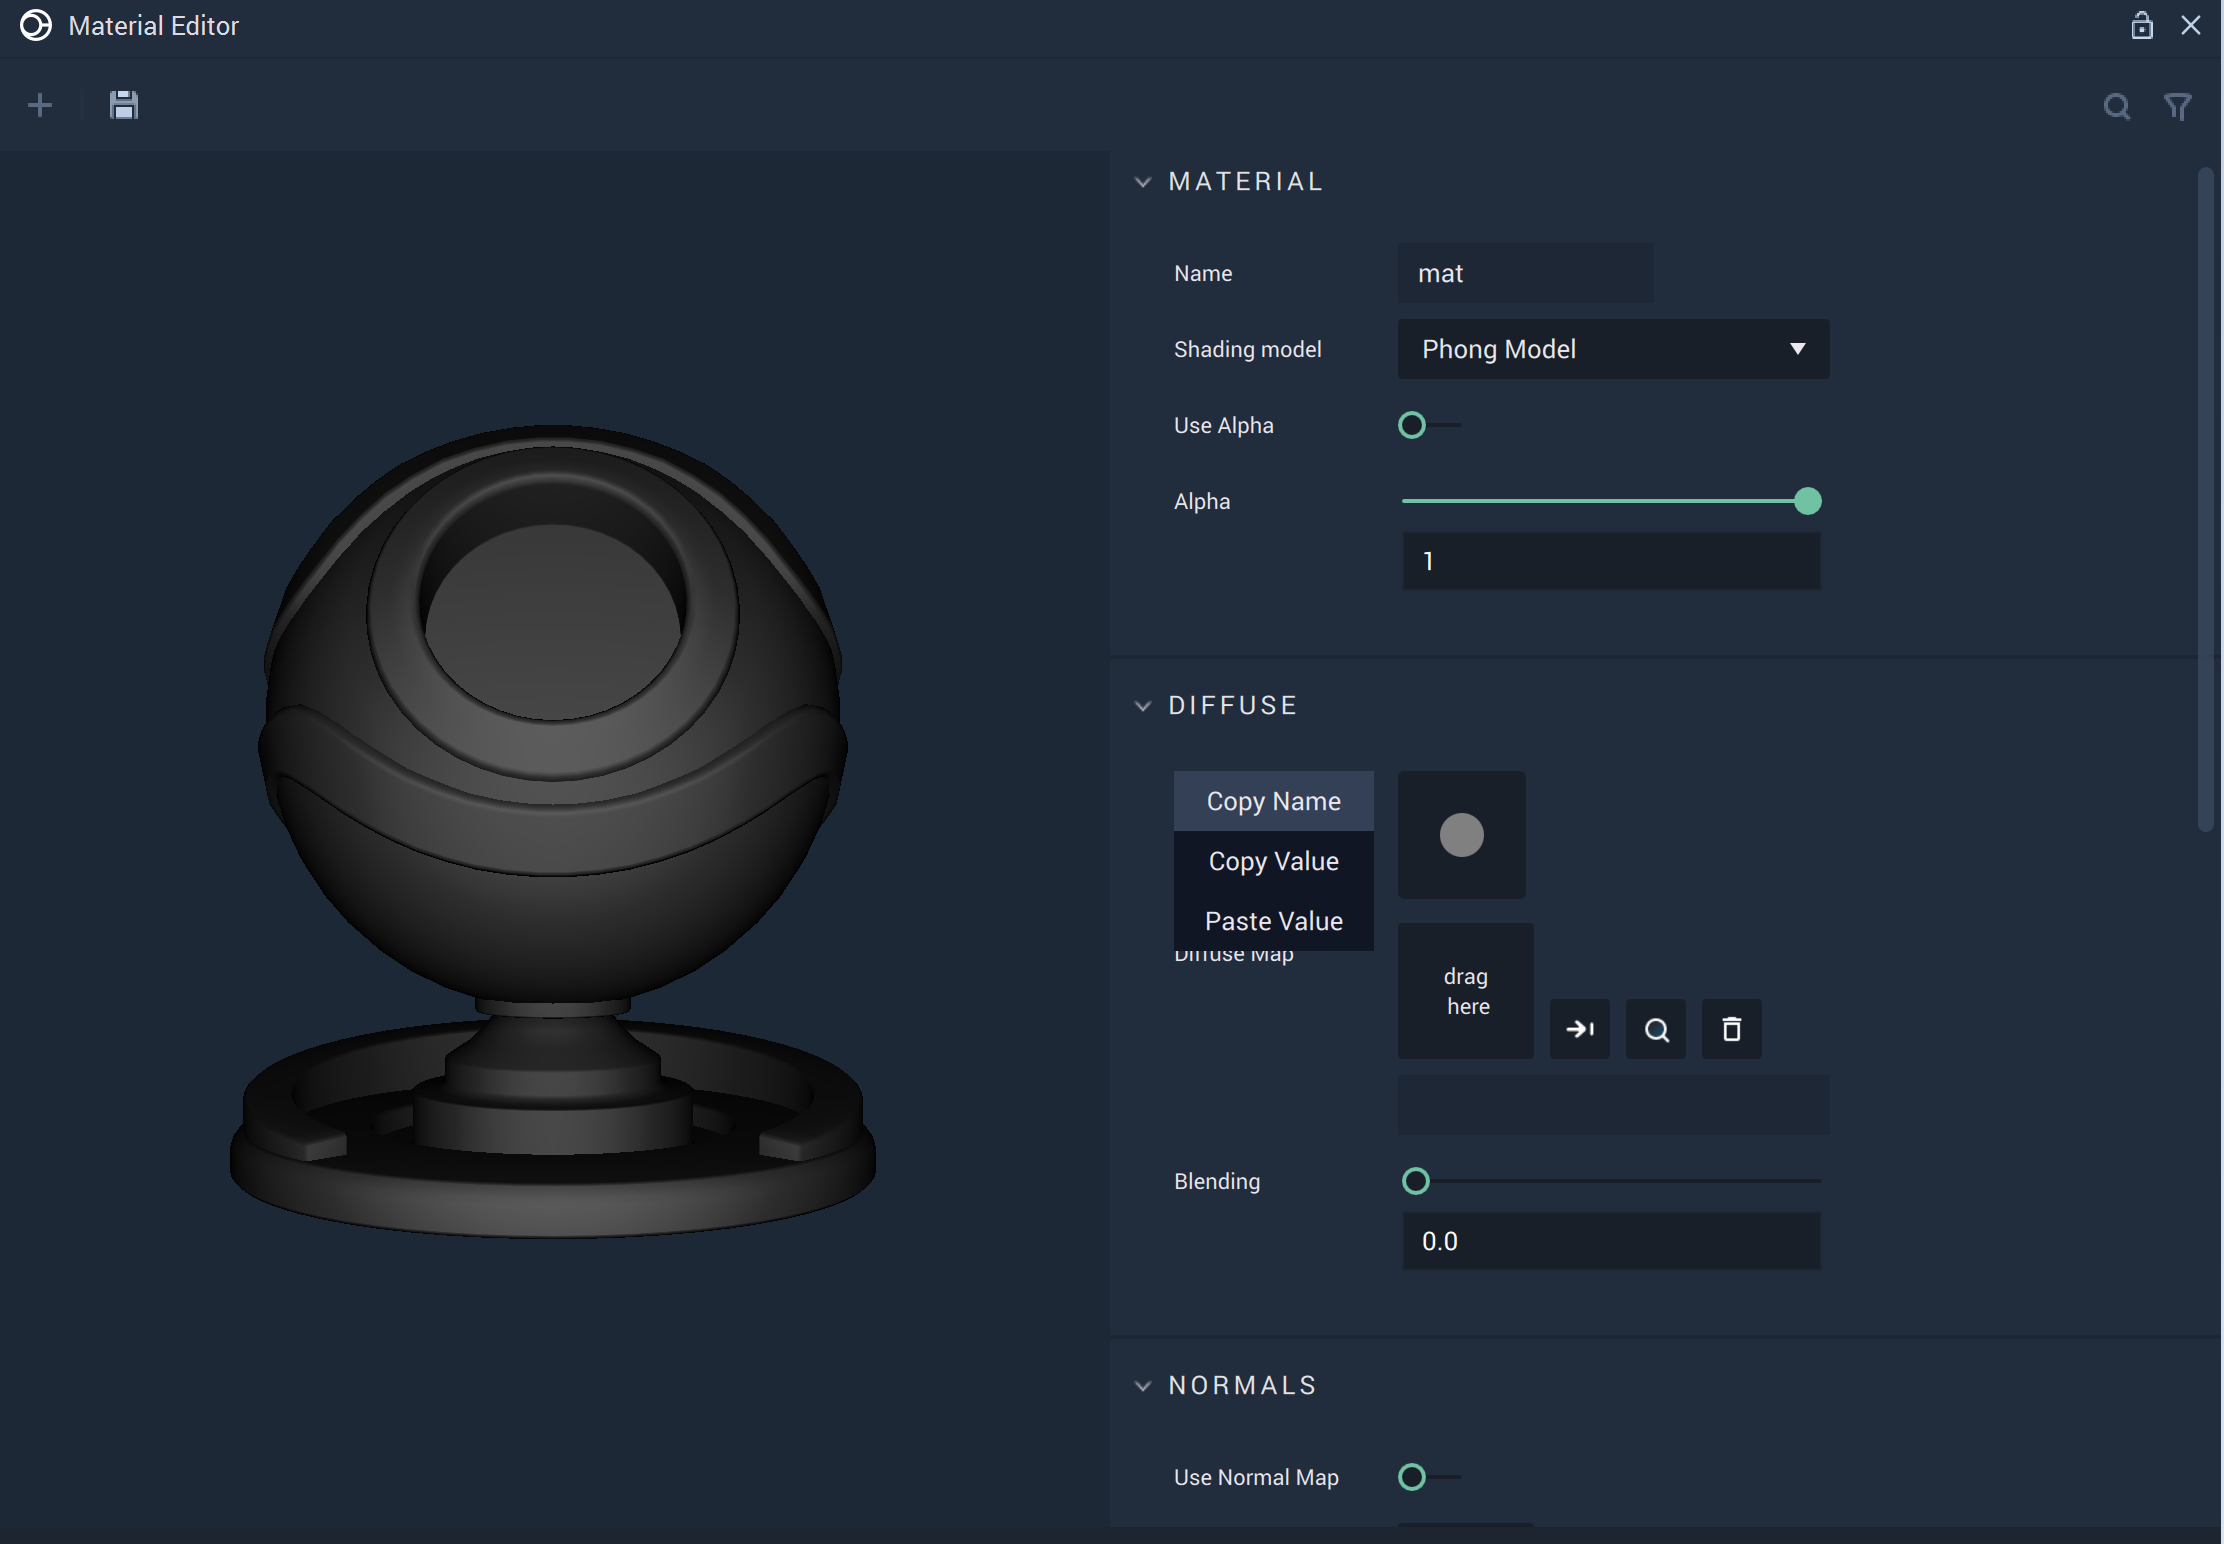 Material Editor
MATERIAL
Name mat
Shading model Phong Model
Use Alpha
Alpha
1
DIFFUSE
Copy Name
Copy Value
Paste Value
Diffuse Map
drag
here
Blending
0.0
NORMALS
Use Normal Map